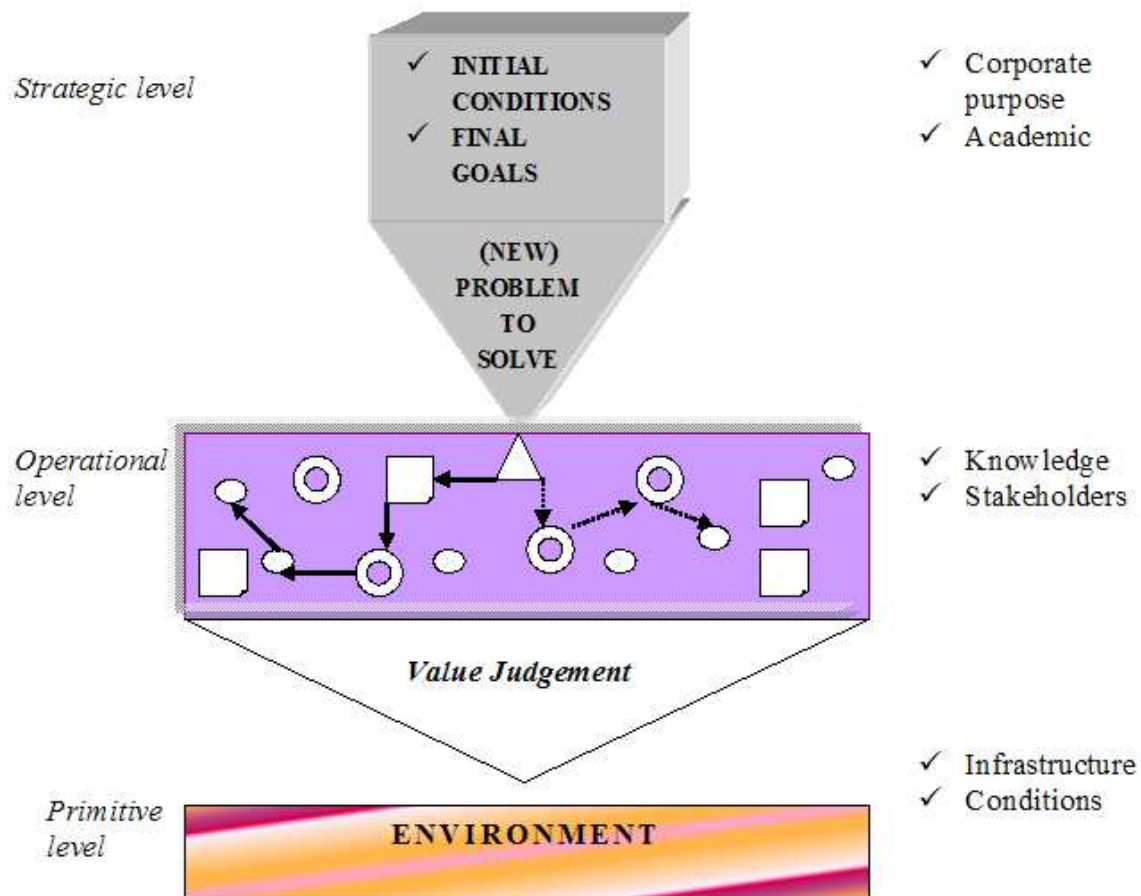 Strategic level
✓ INITIAL
CONDITIONS
✓ FINAL
GOALS
✓ Corporate
purpose
✓ Academic
(NEW)
PROBLEM
TO
SOLVE
Operational
level
✓ Knowledge
✓ Stakeholders
Value Judgement
✓ Infrastructure
✓ Conditions
Primitive
level
ENVIRONMENT